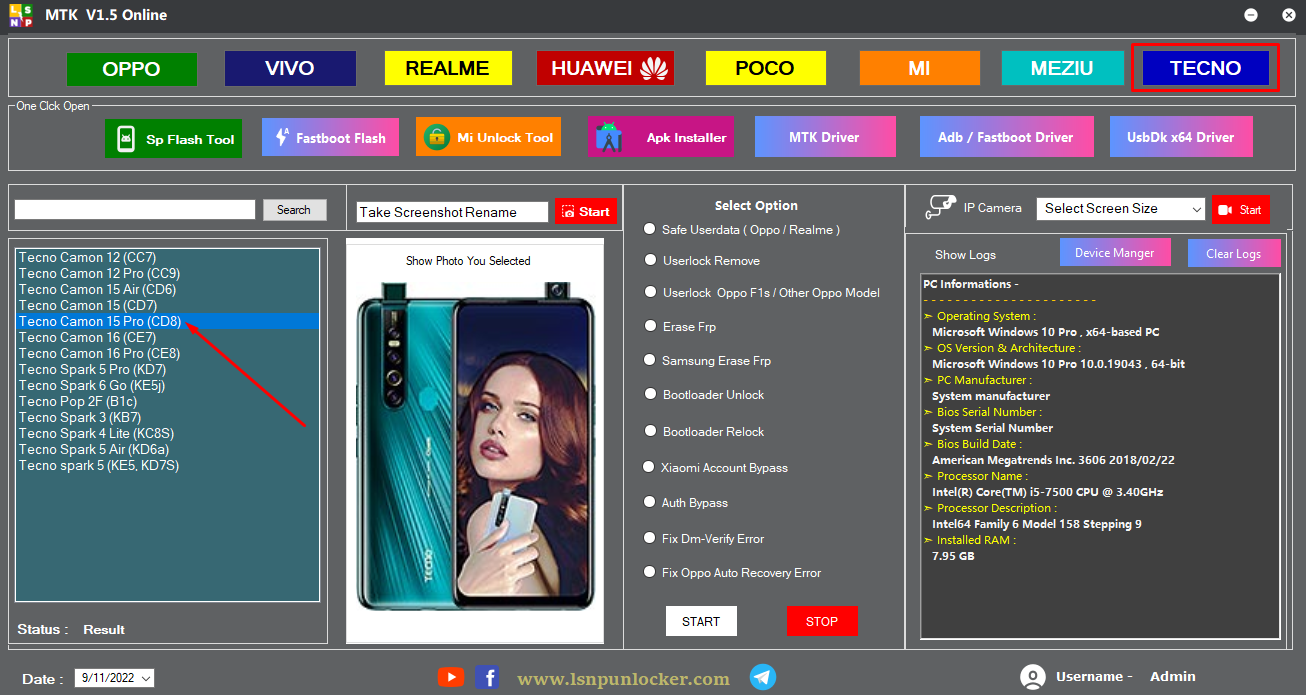 L S
N P
MTK V1.5 Online
OPPO
VIVO
REALME
HUAWEI
POCO
MI
MEZIU
TECNO
One Clck Open
Sp Flash Tool
Fastboot Flash
Mi Unlock Tool
Apk Installer
MTK Driver
Adb / Fastboot Driver
UsbDk x64 Driver
Search
Take Screenshot Rename
Start
Tecno Camon 12 (CC7)
Tecno Camon 12 Pro (CC9)
Tecno Camon 15 Air (CD6)
Tecno Camon 15 (CD7)
Tecno Camon 15 Pro (CD8)
Tecno Camon 16 (CE7)
Tecno Camon 16 Pro (CE8)
Tecno Spark 5 Pro (KD7)
Tecno Spark 6 Go (KE5j)
Tecno Pop 2F (B1c)
Tecno Spark 3 (KB7)
Tecno Spark 4 Lite (KC8S)
Tecno Spark 5 Air (KD6a)
Tecno spark 5 (KE5, KD7S)
Status : Result
Show Photo You Selected
TECNO
Select Option
Safe Userdata ( Oppo / Realme )
Userlock Remove
Userlock Oppo F1s / Other Oppo Model
Erase Frp
Samsung Erase Frp
Bootloader Unlock
Bootloader Relock
Xiaomi Account Bypass
Auth Bypass
Fix Dm-Verify Error
Fix Oppo Auto Recovery Error
START
STOP
IP Camera
Select Screen Size
Start
Show Logs
Device Manger
Clear Logs
PC Informations -
- - - - - - - - - - - - - - - - - - - - - -
➣ Operating System :
Microsoft Windows 10 Pro , x64-based PC
➣ OS Version & Architecture :
Microsoft Windows 10 Pro 10.0.19043 , 64-bit
➣ PC Manufacturer :
System manufacturer
➣ Bios Serial Number :
System Serial Number
➣ Bios Build Date :
American Megatrends Inc. 3606 2018/02/22
➣ Processor Name :
Intel(R) Core(TM) i5-7500 CPU @ 3.40GHz
➣ Processor Description :
Intel64 Family 6 Model 158 Stepping 9
➣ Installed RAM :
7.95 GB
Date : 9/11/2022
www.lsnpunlocker.com
Username - Admin